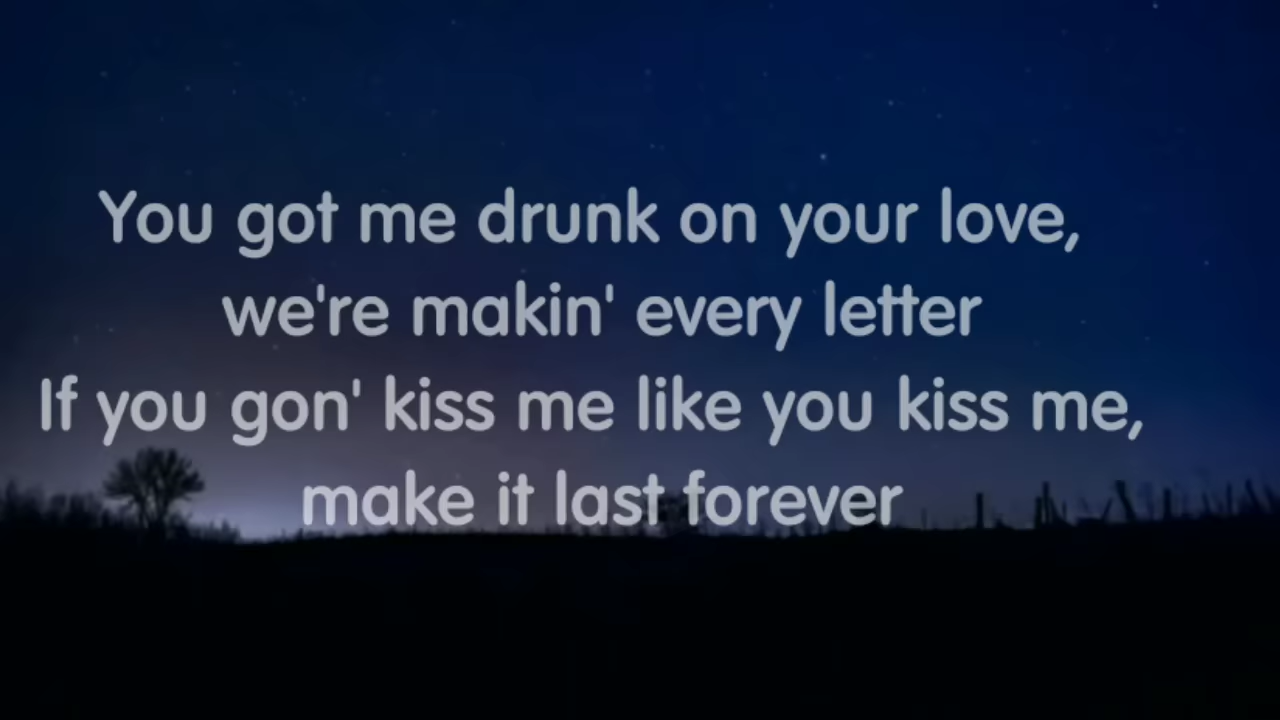 You got me drunk on your love,
we're makin' every letter
If you gon' kiss me like you kiss me,
make it last forever